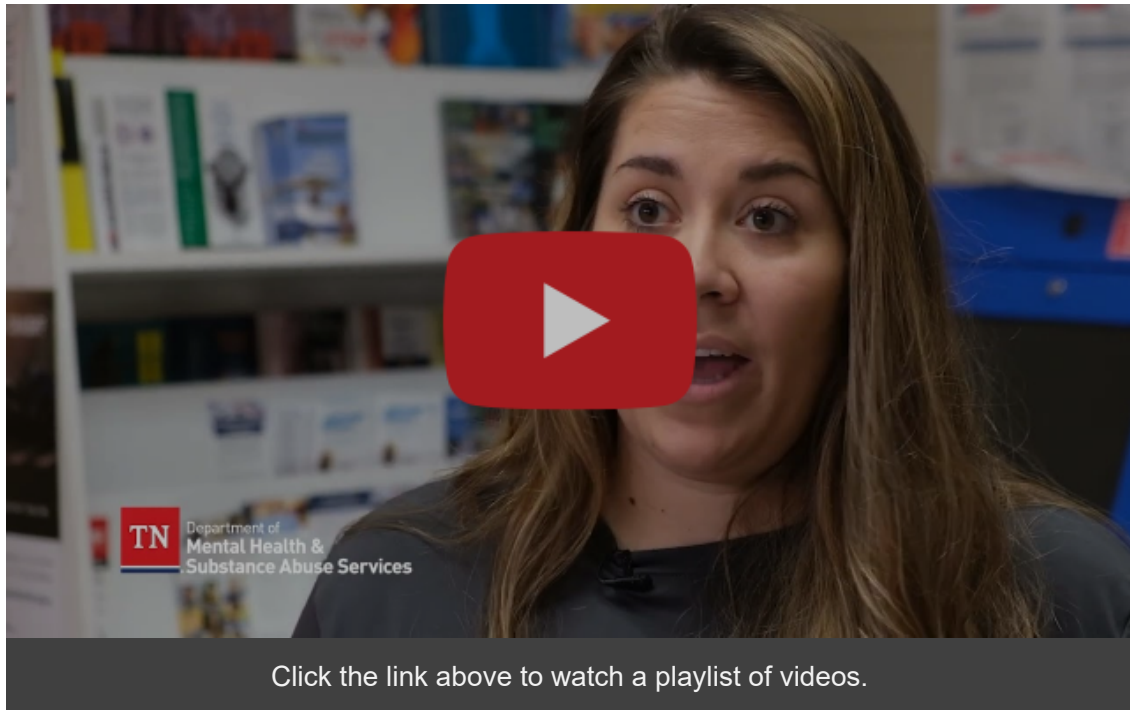 TN
Department of
Mental Health &
Substance Abuse Services
Click the link above to watch a playlist of videos.